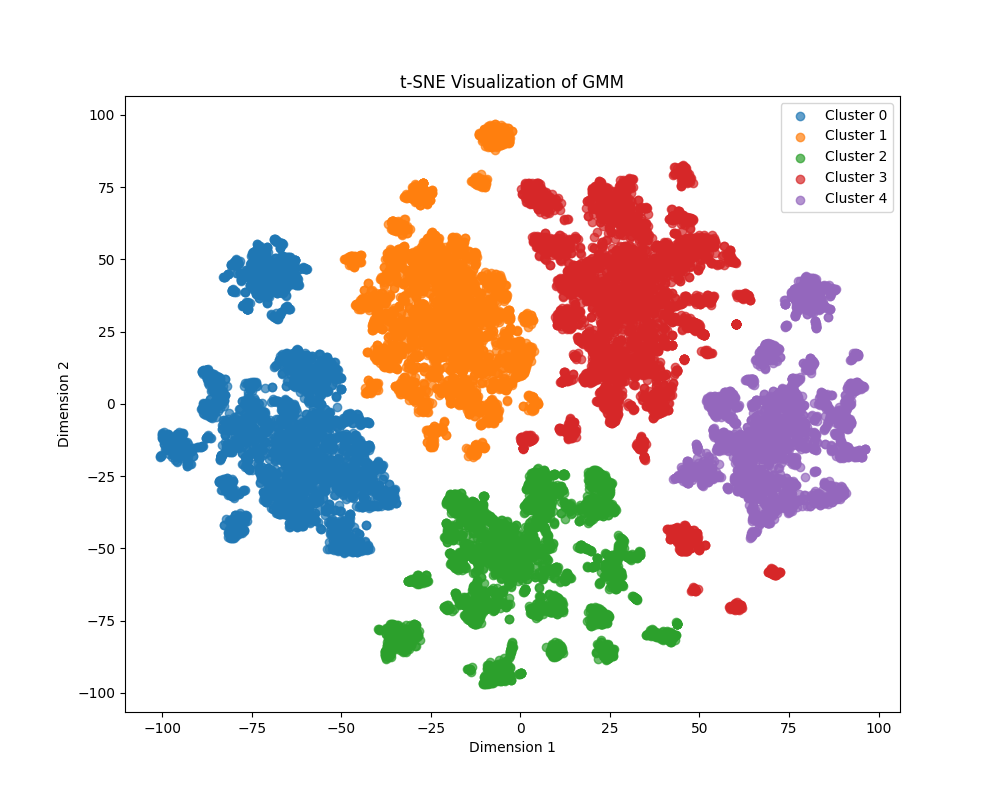 t-SNE Visualization of GMM
Cluster 0
Cluster 1
Cluster 2
Cluster 3
Cluster 4
100
75
50
25
0
−25
−50
−75
−100
Dimension 2
−100 −75 −50 −25 0 25 50 75 100
Dimension 1